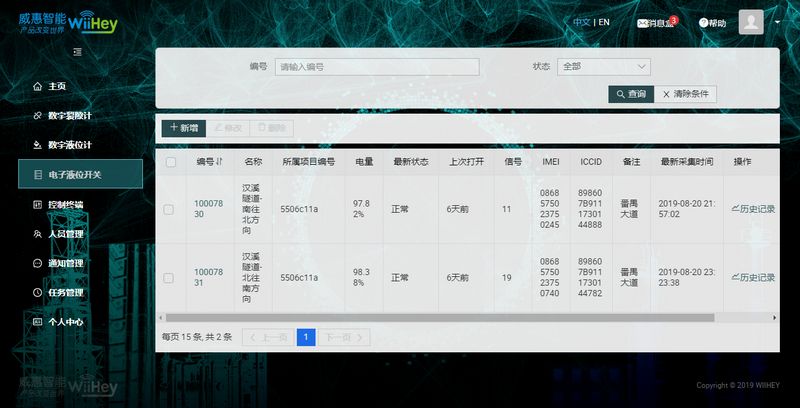 威惠智能 WiiHey
产品改变世界
中文 | EN
消息盒 3
帮助
编号 请输入编号
状态 全部
查询
清除条件
主页
数字裂隙计
数字液位计
电子液位开关
控制终端
人员管理
通知管理
任务管理
个人中心
新增
修改
删除
编号 名称 所属项目编号 电量 最新状态 上次打开 信号 IMEI ICCID 备注 最新采集时间 操作
10007830
汉溪隧道-南往北方向
5506c11a
97.82%
正常
6天前
11
0868575023750245
898607B9111730144888
番禺大道
2019-08-20 21:57:02
历史记录
10007831
汉溪隧道-北往南方向
5506c11a
98.38%
正常
6天前
19
0868575023750740
898607B9111730144782
番禺大道
2019-08-20 23:23:38
历史记录
每页 15 条, 共 2 条
上一页
1
下一页
威惠智能 WiiHey
产品改变世界
Copyright © 2019 WIIHEY